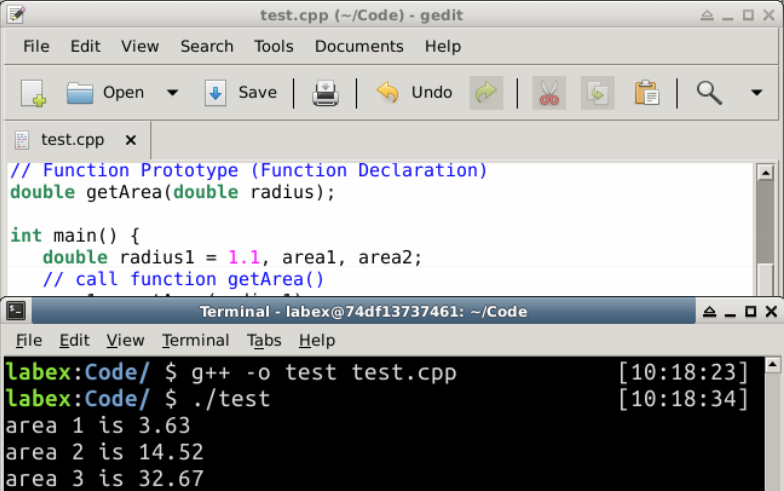 test.cpp (~/Code) - gedit
File Edit View Search Tools Documents Help
Open Save Undo
test.cpp x
// Function Prototype (Function Declaration)
double getArea(double radius);
int main() {
double radius1 = 1.1, area1, area2;
// call function getArea()
Terminal - labex@74df13737461: ~/Code
File Edit View Terminal Tabs Help
labex:Code/ $ g++ -o test test.cpp [10:18:23]
labex:Code/ $ ./test [10:18:34]
area 1 is 3.63
area 2 is 14.52
area 3 is 32.67